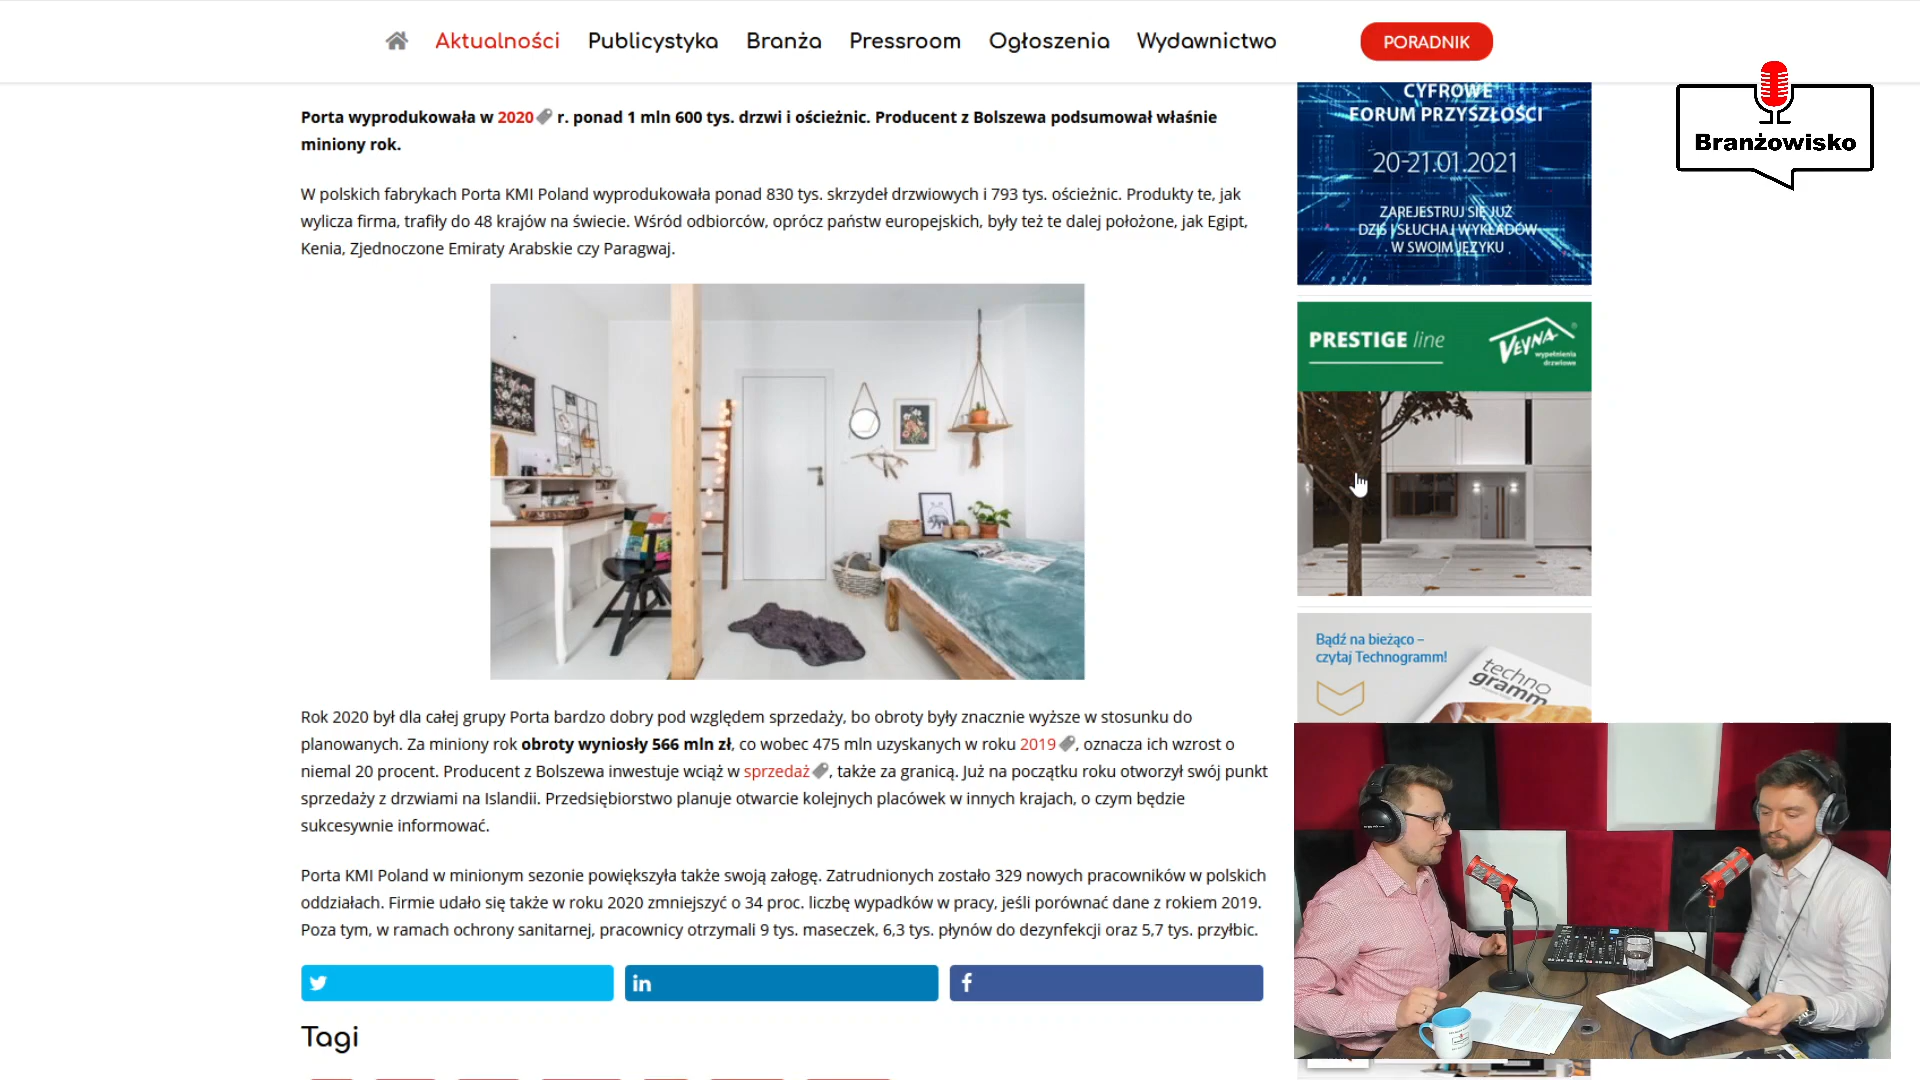 Aktualności Publicystyka Branża Pressroom Ogłoszenia Wydawnictwo PORADNIK
Branżowisko
Porta wyprodukowała w 2020 r. ponad 1 mln 600 tys. drzwi i ościeżnic. Producent z Bolszewa podsumował właśnie
miniony rok.
W polskich fabrykach Porta KMI Poland wyprodukowała ponad 830 tys. skrzydeł drzwiowych i 793 tys. ościeżnic. Produkty te, jak
wylicza firma, trafiły do 48 krajów na świecie. Wśród odbiorców, oprócz państw europejskich, były też te dalej położone, jak Egipt,
Kenia, Zjednoczone Emiraty Arabskie czy Paragwaj.
Rok 2020 był dla całej grupy Porta bardzo dobry pod względem sprzedaży, bo obroty były znacznie wyższe w stosunku do
planowanych. Za miniony rok obroty wyniosły 566 mln zł, co wobec 475 mln uzyskanych w roku 2019, oznacza ich wzrost o
niemal 20 procent. Producent z Bolszewa inwestuje wciąż w sprzedaż, także za granicą. Już na początku roku otworzył swój punkt
sprzedaży z drzwiami na Islandii. Przedsiębiorstwo planuje otwarcie kolejnych placówek w innych krajach, o czym będzie
sukcesywnie informować.
Porta KMI Poland w minionym sezonie powiększyła także swoją załogę. Zatrudnionych zostało 329 nowych pracowników w polskich
oddziałach. Firmie udało się także w roku 2020 zmniejszyć o 34 proc. liczbę wypadków w pracy, jeśli porównać dane z rokiem 2019.
Poza tym, w ramach ochrony sanitarnej, pracownicy otrzymali 9 tys. maseczek, 6,3 tys. płynów do dezynfekcji oraz 5,7 tys. przyłbic.
Tagi
CYFROWE
FORUM PRZYSZŁOŚCI
20-21.01.2021
ZAREJESTRUJ SIĘ JUŻ
DZIŚ I SŁUCHAJ WYKŁADÓW
W SWOIM JĘZYKU
PRESTIGE line
VEYNA
wypełnienia
drzwiowe
Bądź na bieżąco –
czytaj Technogramm!
techno
gramm